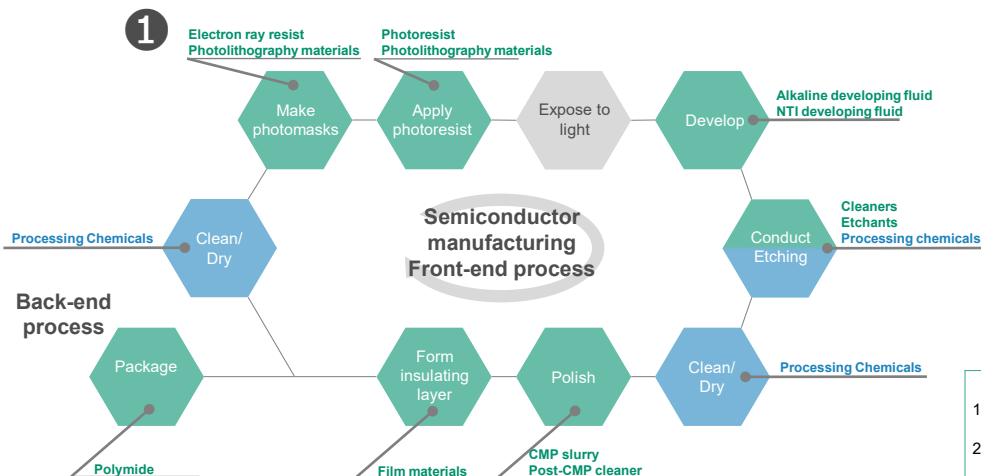 1
Electron ray resist
Photolithography materials
Photoresist
Photolithography materials
Make
photomasks
Apply
photoresist
Expose to
light
Develop
Alkaline developing fluid
NTI developing fluid
Processing Chemicals
Clean/
Dry
Semiconductor
manufacturing
Front-end process
Conduct
Etching
Cleaners
Etchants
Processing chemicals
Back-end
process
Package
Form
insulating
layer
Polish
Clean/
Dry
Processing Chemicals
1
2
Polymide
Film materials
CMP slurry
Post-CMP cleaner